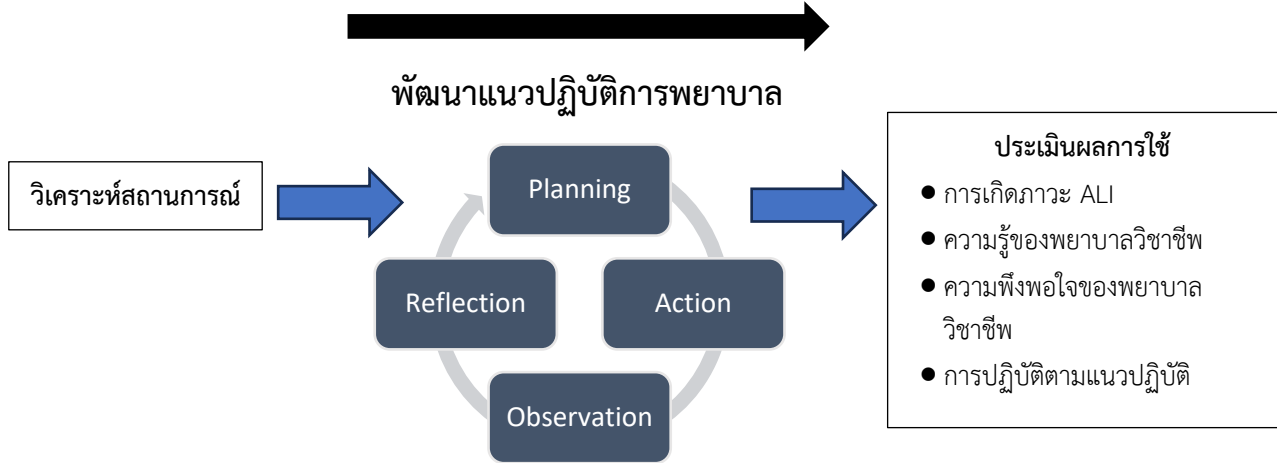 พัฒนาแนวปฏิบัติการพยาบาล
วิเคราะห์สถานการณ์
Planning
Reflection
Action
Observation
ประเมินผลการใช้
● การเกิดภาวะ ALI
● ความรู้ของพยาบาลวิชาชีพ
● ความพึงพอใจของพยาบาล
วิชาชีพ
● การปฏิบัติตามแนวปฏิบัติ